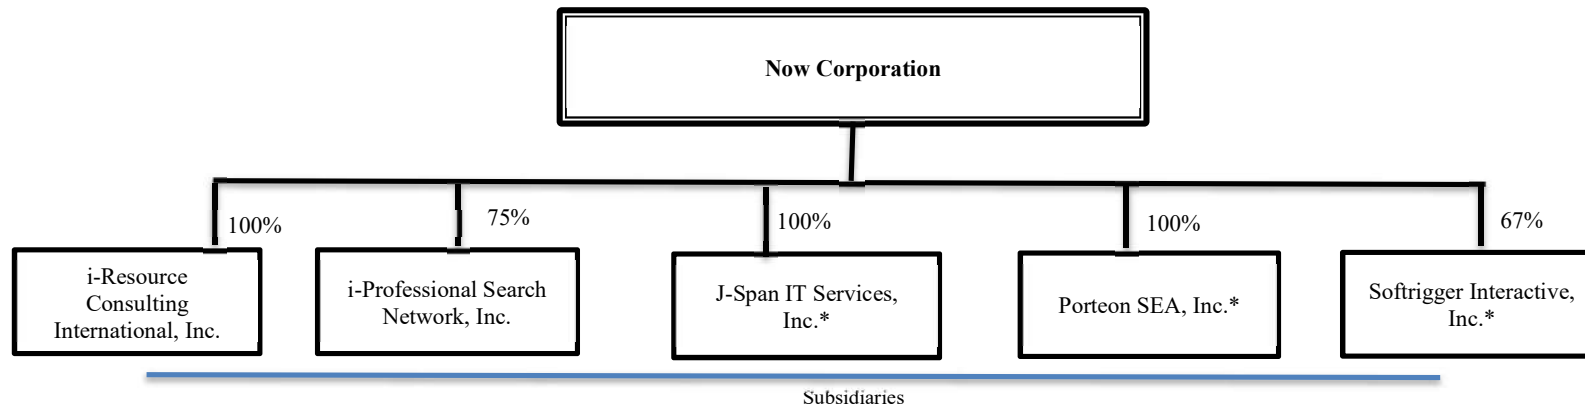 Now Corporation
100%
75%
100%
100%
67%
i-Resource
Consulting
International, Inc.
i-Professional Search
Network, Inc.
J-Span IT Services,
Inc.*
Porteon SEA, Inc.*
Softrigger Interactive,
Inc.*
Subsidiaries